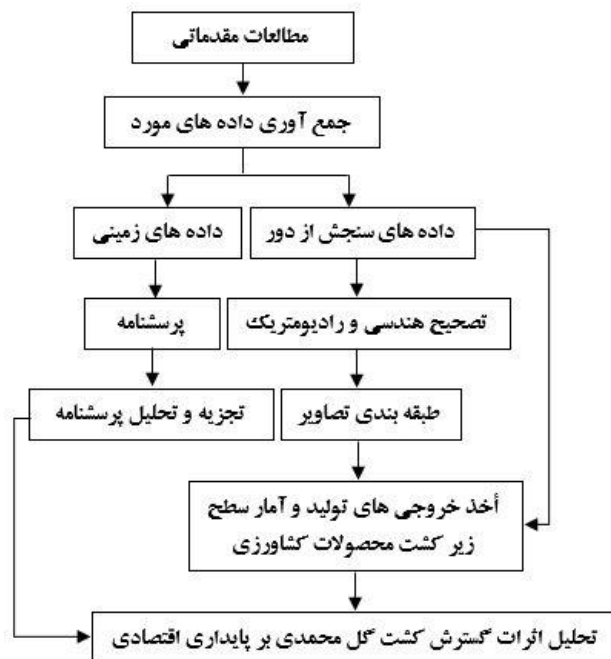 مطالعات مقدماتی
جمع آوری داده های مورد
داده های سنجش از دور
داده های زمینی
تصحیح هندسی و رادیومتریک
پرسشنامه
طبقه بندی تصاویر
تجزیه و تحلیل پرسشنامه
أخذ خروجی های تولید و آمار سطح
زیر کشت محصولات کشاورزی
تحلیل اثرات گسترش کشت گل محمدی بر پایداری اقتصادی